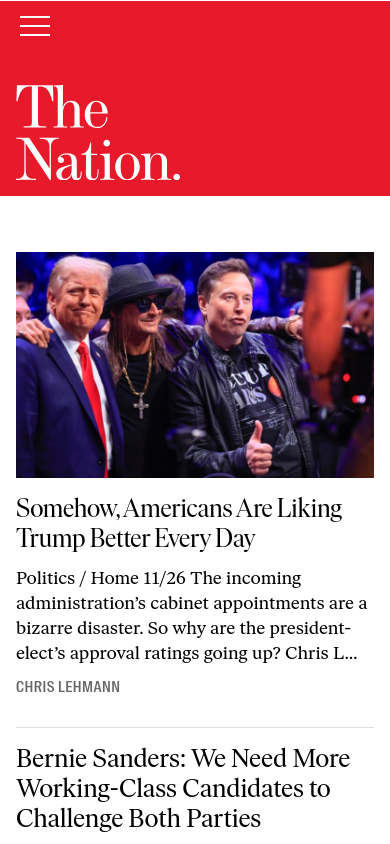 The
Nation.
OCCUPY
MARS
Somehow, Americans Are Liking
Trump Better Every Day
Politics / Home 11/26 The incoming
administration’s cabinet appointments are a
bizarre disaster. So why are the president-
elect’s approval ratings going up? Chris L...
CHRIS LEHMANN
Bernie Sanders: We Need More
Working-Class Candidates to
Challenge Both Parties